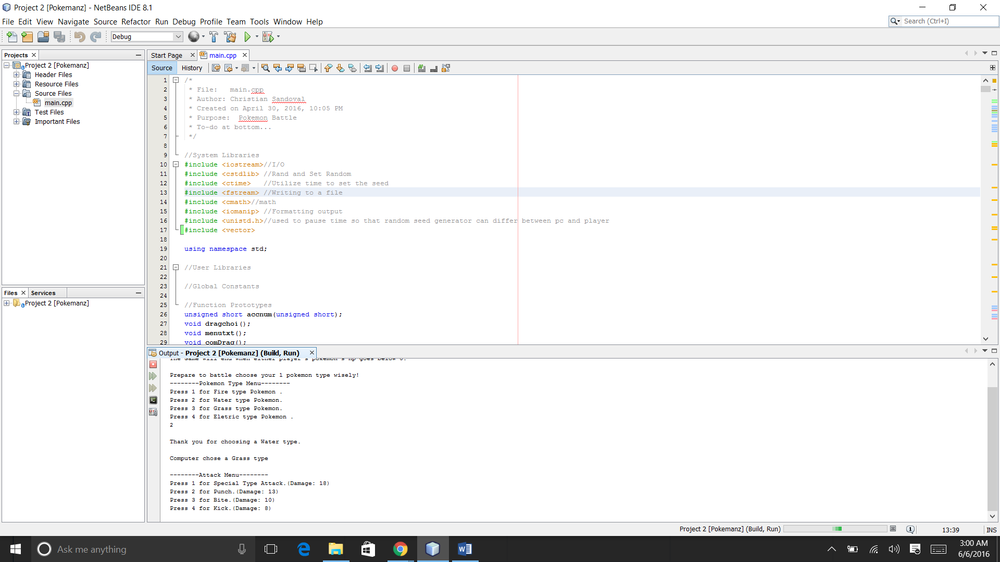 Project 2 [Pokemanz] - NetBeans IDE 8.1
File Edit View Navigate Source Refactor Run Debug Profile Team Tools Window Help
Search (Ctrl+I)
Debug
Projects
Project 2 [Pokemanz]
Header Files
Resource Files
Source Files
main.cpp
Test Files
Important Files
Files Services
Project 2 [Pokemanz]
Start Page main.cpp
Source History
1 /*
2 * File:   main.cpp
3 * Author: Christian Sandoval
4 * Created on April 30, 2016, 10:05 PM
5 * Purpose:  Pokemon Battle
6 * To-do at bottom...
7 */
8
9 //System Libraries
10 #include <iostream>//I/O
11 #include <cstdlib> //Rand and Set Random
12 #include <ctime>   //Utilize time to set the seed
13 #include <fstream> //Writing to a file
14 #include <cmath>//math
15 #include <iomanip> //Formatting output
16 #include <unistd.h>//used to pause time so that random seed generator can differ between pc and player
17 #include <vector>
18
19 using namespace std;
20
21 //User Libraries
22
23 //Global Constants
24
25 //Function Prototypes
26 unsigned short accnum(unsigned short);
27 void dragchoi();
28 void menutxt();
29 void comDrag();
Output - Project 2 [Pokemanz] (Build, Run)
The Game will end when either player's pokemon's hp goes below 0.
Prepare to battle choose your 1 pokemon type wisely!
--------Pokemon Type Menu--------
Press 1 for Fire type Pokemon .
Press 2 for Water type Pokemon.
Press 3 for Grass type Pokemon.
Press 4 for Eletric type Pokemon .
2
Thank you for choosing a Water type.
Computer chose a Grass type
--------Attack Menu--------
Press 1 for Special Type Attack.(Damage: 18)
Press 2 for Punch.(Damage: 13)
Press 3 for Bite.(Damage: 10)
Press 4 for Kick.(Damage: 8)
Project 2 [Pokemanz] (Build, Run)
1
13:39
INS
Ask me anything
3:00 AM
6/6/2016